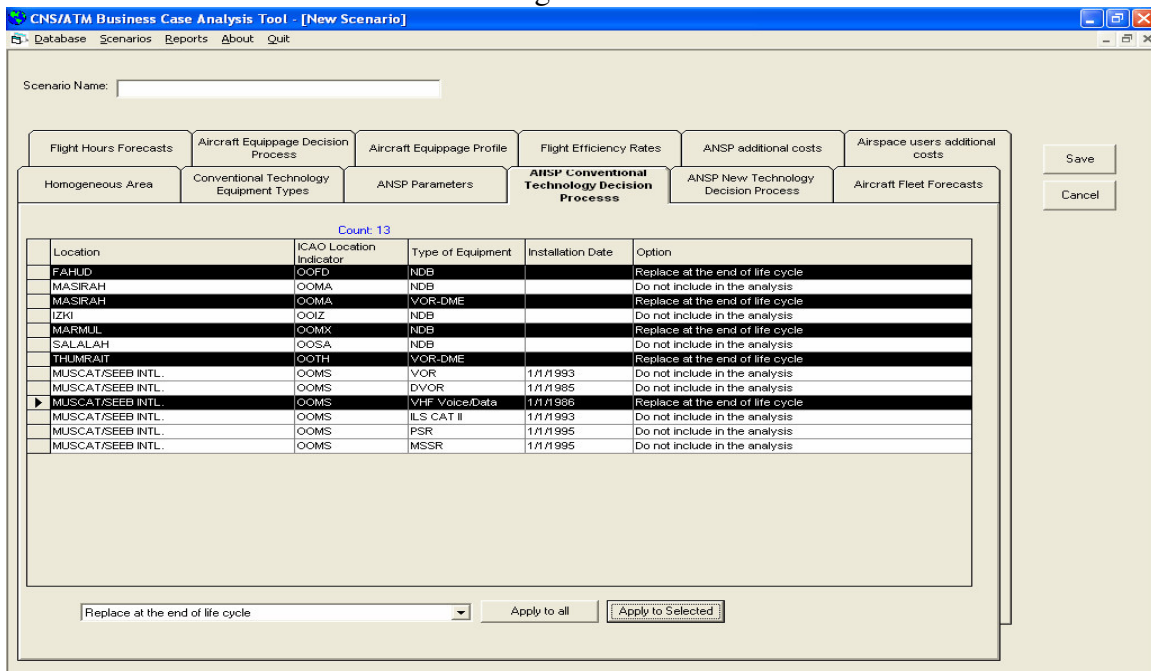 CNS/ATM Business Case Analysis Tool - [New Scenario]
Database Scenarios Reports About Quit
Scenario Name:
Flight Hours Forecasts
Aircraft Equippage Decision
Process
Aircraft Equippage Profile
Flight Efficiency Rates
ANSP additional costs
Airspace users additional
costs
Save
Homogeneous Area
Conventional Technology
Equipment Types
ANSP Parameters
ANSP Conventional
Technology Decision
Processs
ANSP New Technology
Decision Process
Aircraft Fleet Forecasts
Cancel
Count: 13
Location ICAO Location Indicator Type of Equipment Installation Date Option
FAHUD OOFD NDB Replace at the end of life cycle
MASIRAH OOMA NDB Do not include in the analysis
MASIRAH OOMA VOR-DME Replace at the end of life cycle
IZKI OOIZ NDB Do not include in the analysis
MARMUL OOMX NDB Replace at the end of life cycle
SALALAH OOSA NDB Do not include in the analysis
THUMRAIT OOTH VOR-DME Replace at the end of life cycle
MUSCAT/SEEB INTL. OOMS VOR 1/1/1993 Do not include in the analysis
MUSCAT/SEEB INTL. OOMS DVOR 1/1/1985 Do not include in the analysis
MUSCAT/SEEB INTL. OOMS VHF Voice/Data 1/1/1986 Replace at the end of life cycle
MUSCAT/SEEB INTL. OOMS ILS CAT II 1/1/1993 Do not include in the analysis
MUSCAT/SEEB INTL. OOMS PSR 1/1/1995 Do not include in the analysis
MUSCAT/SEEB INTL. OOMS MSSR 1/1/1995 Do not include in the analysis
Replace at the end of life cycle Apply to all Apply to Selected